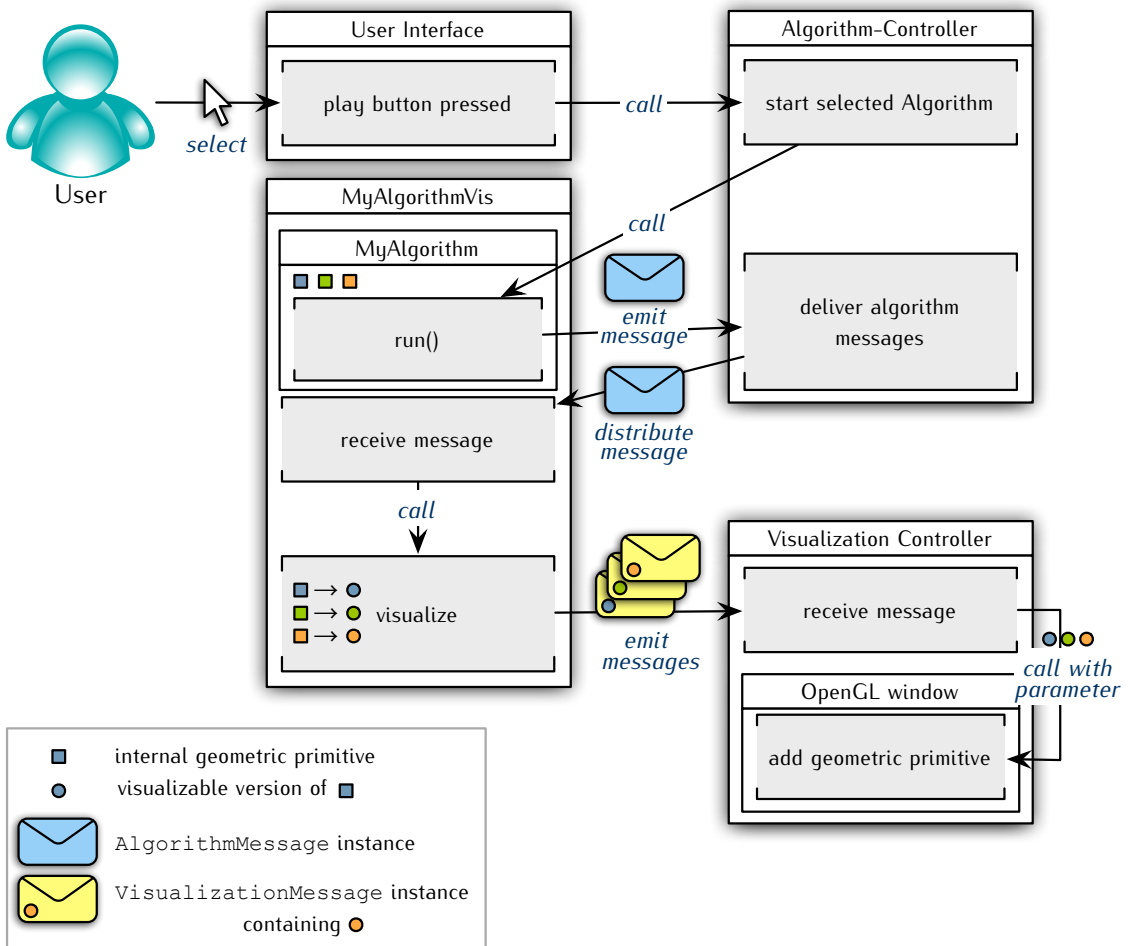 User
select
User Interface
play button pressed
call
Algorithm-Controller
start selected Algorithm
call
MyAlgorithmVis
MyAlgorithm
run()
emit
message
deliver algorithm
messages
distribute
message
receive message
call
visualize
emit
messages
Visualization Controller
receive message
call with
parameter
OpenGL window
add geometric primitive
internal geometric primitive
visualizable version of
AlgorithmMessage instance
VisualizationMessage instance
containing